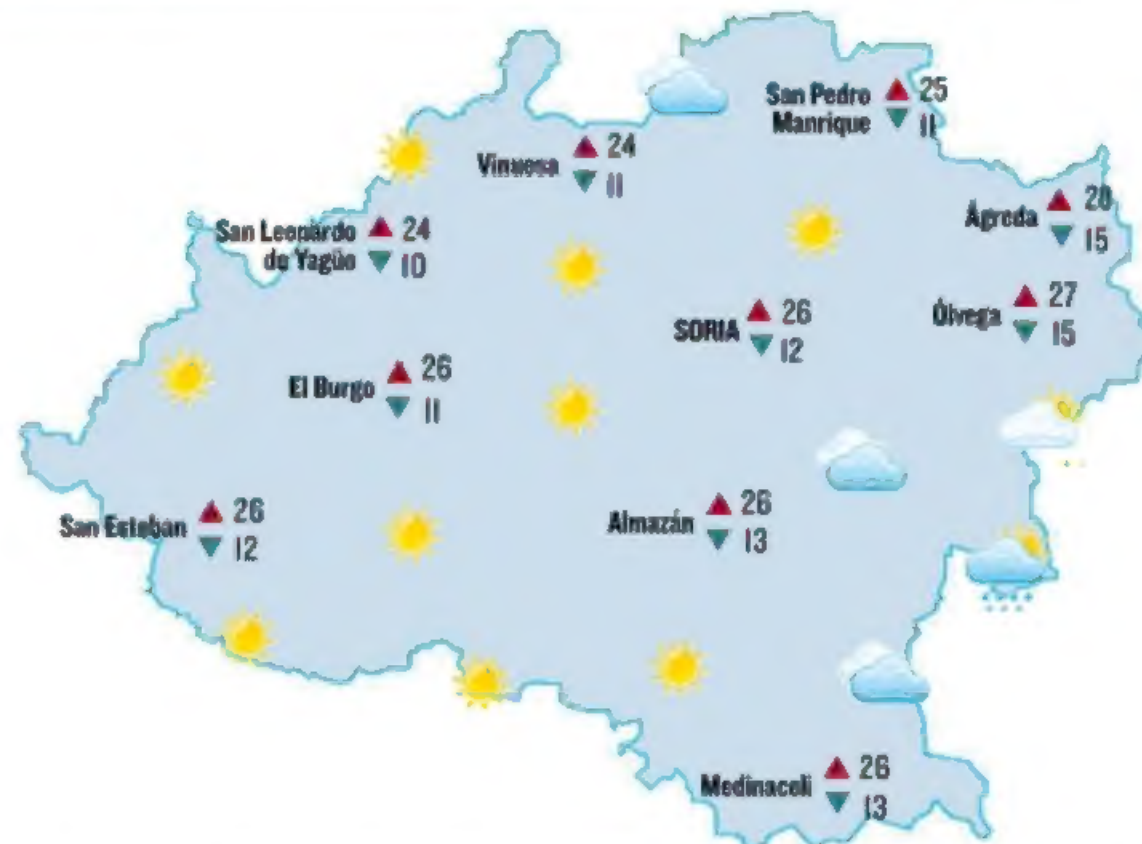 San Pedro ▲ 25
Manrique ▼ 11
Vinuesa ▲ 24
▼ 11
Ágreda ▲ 28
▼ 15
San Leonardo ▲ 24
de Yagüe ▼ 10
SORIA ▲ 26
▼ 12
Ólvega ▲ 27
▼ 15
El Burgo ▲ 26
▼ 11
San Esteban ▲ 26
▼ 12
Almazán ▲ 26
▼ 13
Medinaceli ▲ 26
▼ 13